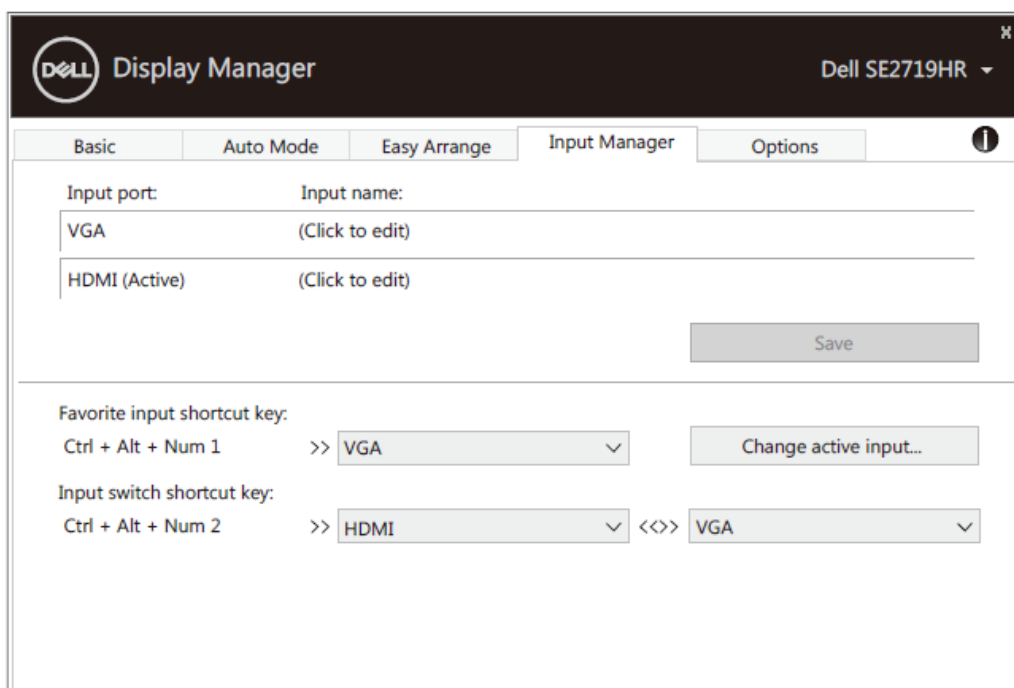 DELL Display Manager
Dell SE2719HR
Basic Auto Mode Easy Arrange Input Manager Options
Input port: Input name:
VGA (Click to edit)
HDMI (Active) (Click to edit)
Save
Favorite input shortcut key:
Ctrl + Alt + Num 1 >> VGA Change active input...
Input switch shortcut key:
Ctrl + Alt + Num 2 >> HDMI <<>> VGA